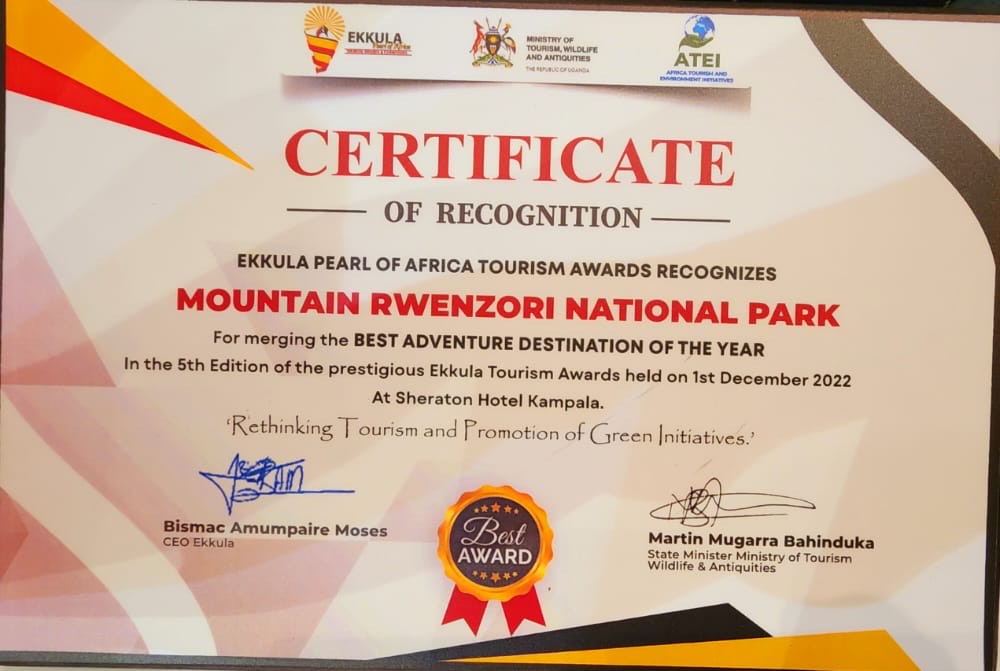 EKKULA
Pearl of Africa
MINISTRY OF
TOURISM, WILDLIFE
AND ANTIQUITIES
THE REPUBLIC OF UGANDA
ATEI
AFRICA TOURISM AND
ENVIRONMENT INITIATIVES
CERTIFICATE
OF RECOGNITION
EKKULA PEARL OF AFRICA TOURISM AWARDS RECOGNIZES
MOUNTAIN RWENZORI NATIONAL PARK
For merging the BEST ADVENTURE DESTINATION OF THE YEAR
In the 5th Edition of the prestigious Ekkula Tourism Awards held on 1st December 2022
At Sheraton Hotel Kampala.
‘Rethinking Tourism and Promotion of Green Initiatives.’
Bismac Amumpaire Moses
CEO Ekkula
Best
AWARD
Martin Mugarra Bahinduka
State Minister Ministry of Tourism
Wildlife & Antiquities